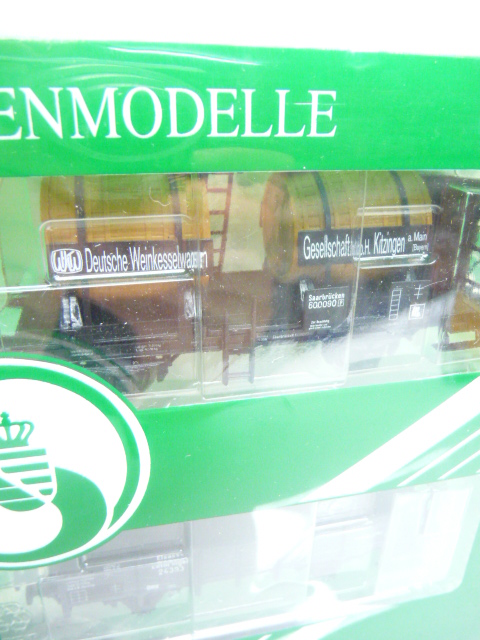 ENMODELLE
Deutsche Weinkesselwagen
Gesellschaft m.b.H. Kitzingen a. Main
(Bayern)
Saarbrücken
600090 [P]